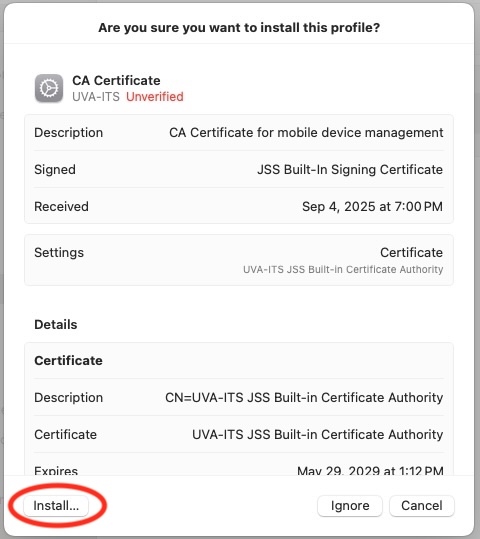 Are you sure you want to install this profile?
CA Certificate
UVA-ITS Unverified
Description CA Certificate for mobile device management
Signed JSS Built-In Signing Certificate
Received Sep 4, 2025 at 7:00 PM
Settings Certificate
UVA-ITS JSS Built-in Certificate Authority
Details
Certificate
Description CN=UVA-ITS JSS Built-in Certificate Authority
Certificate UVA-ITS JSS Built-in Certificate Authority
Expires May 29, 2029 at 1:12 PM
Install... Ignore Cancel